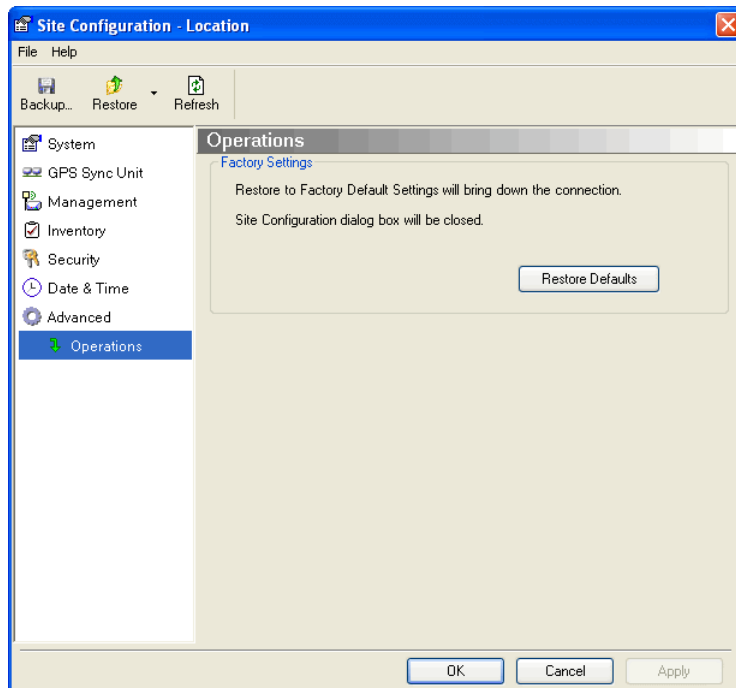 Site Configuration - Location
File Help
Backup... Restore Refresh
System
GPS Sync Unit
Management
Inventory
Security
Date & Time
Advanced
Operations
Operations
Factory Settings
Restore to Factory Default Settings will bring down the connection.
Site Configuration dialog box will be closed.
Restore Defaults
OK Cancel Apply